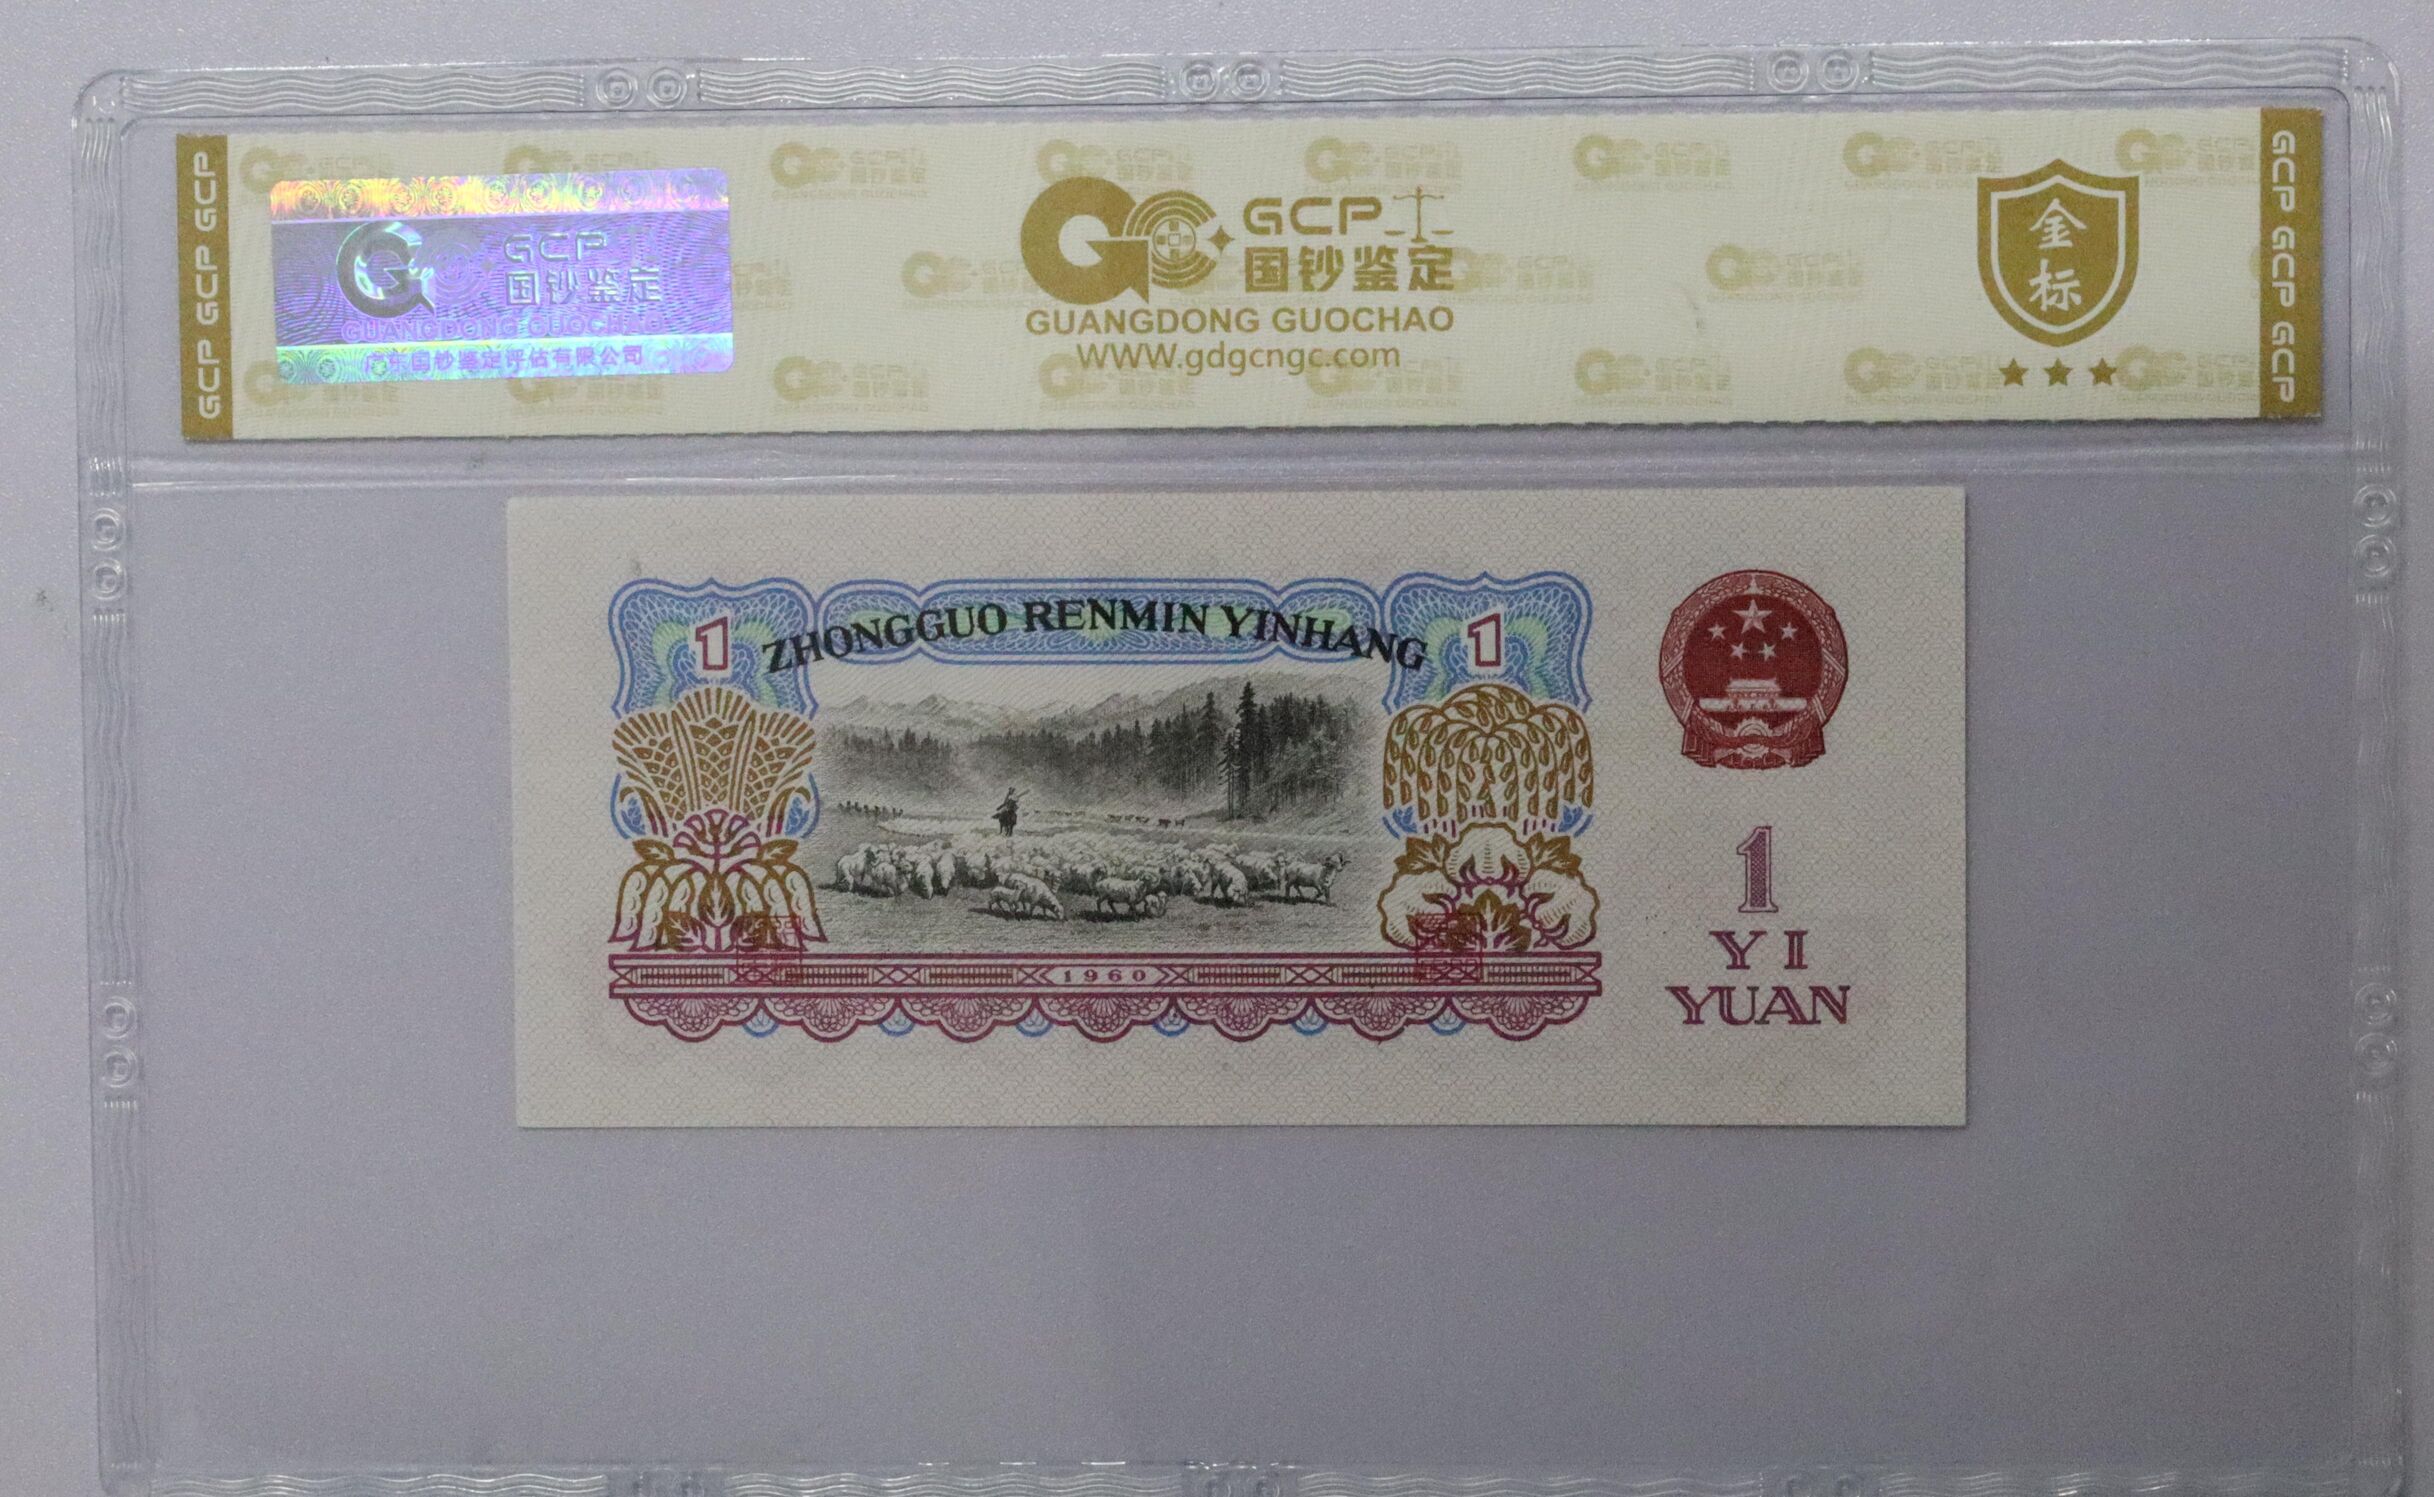 GCP GCP GCP
GCP
国钞鉴定
GUANGDONG GUOCHAO
广东国钞鉴定评估有限公司
GCP
国钞鉴定
GUANGDONG GUOCHAO
WWW.gdgcngc.com
金
标
GCP GCP GCP
1
ZHONGGUO RENMIN YINHANG
1
1960
1
YI
YUAN